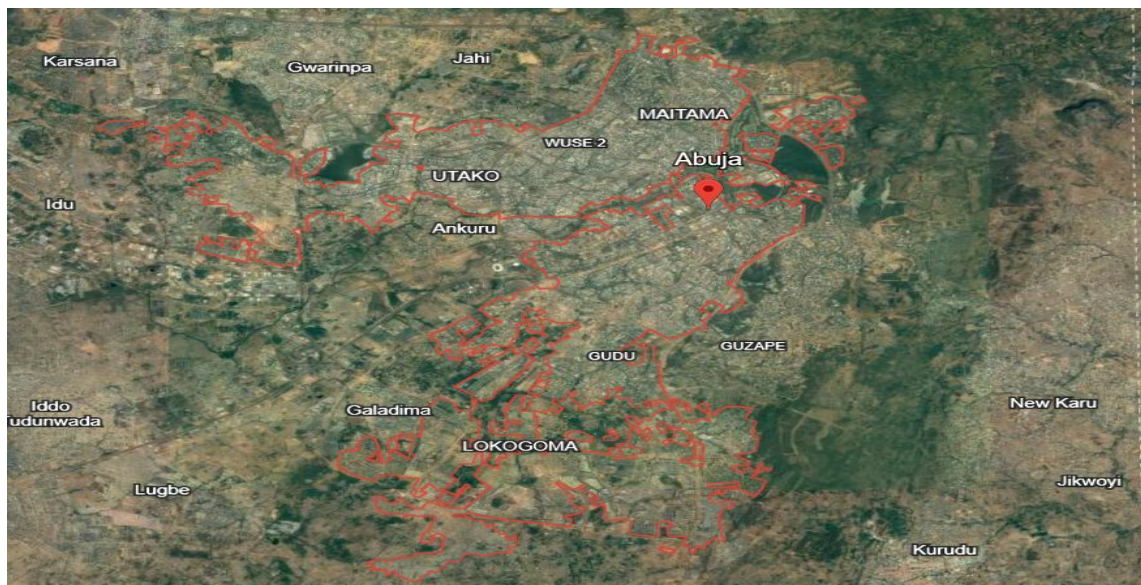 Karsana
Gwarinpa
Jahi
MAITAMA
WUSE 2
Abuja
UTAKO
Idu
Ankuru
GUDU
GUZAPE
Iddo
Tudunwada
Galadima
New Karu
LOKOGOMA
Lugbe
Jikwoyi
Kurudu